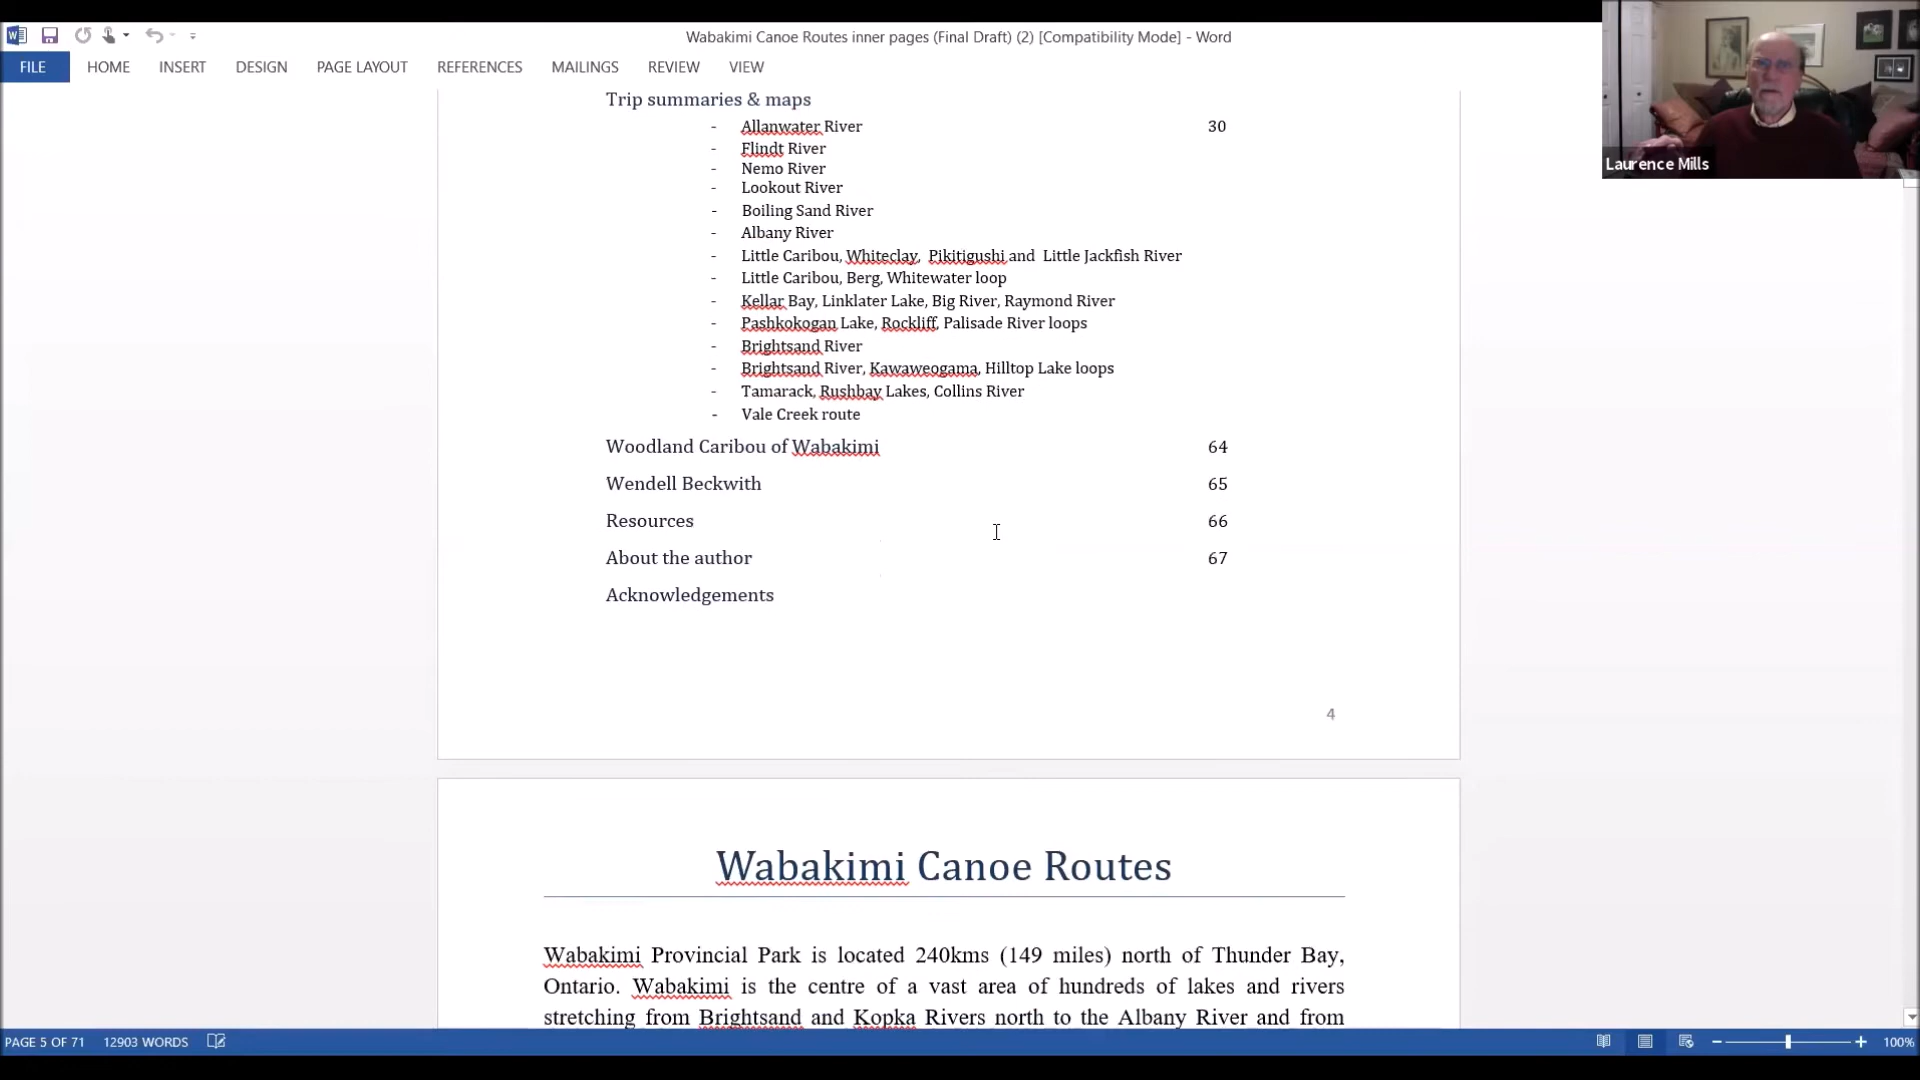 Wabakimi Canoe Routes inner pages (Final Draft) (2) [Compatibility Mode] - Word
FILE HOME INSERT DESIGN PAGE LAYOUT REFERENCES MAILINGS REVIEW VIEW
Laurence Mills
Trip summaries & maps
- Allanwater River 30
- Flindt River
- Nemo River
- Lookout River
- Boiling Sand River
- Albany River
- Little Caribou, Whiteclay, Pikitigushi and Little Jackfish River
- Little Caribou, Berg, Whitewater loop
- Kellar Bay, Linklater Lake, Big River, Raymond River
- Pashkokogan Lake, Rockliff, Palisade River loops
- Brightsand River
- Brightsand River, Kawaweogama, Hilltop Lake loops
- Tamarack, Rushbay Lakes, Collins River
- Vale Creek route
Woodland Caribou of Wabakimi 64
Wendell Beckwith 65
Resources 66
About the author 67
Acknowledgements
4
Wabakimi Canoe Routes
Wabakimi Provincial Park is located 240kms (149 miles) north of Thunder Bay,
Ontario. Wabakimi is the centre of a vast area of hundreds of lakes and rivers
stretching from Brightsand and Kopka Rivers north to the Albany River and from
PAGE 5 OF 71 12903 WORDS 100%